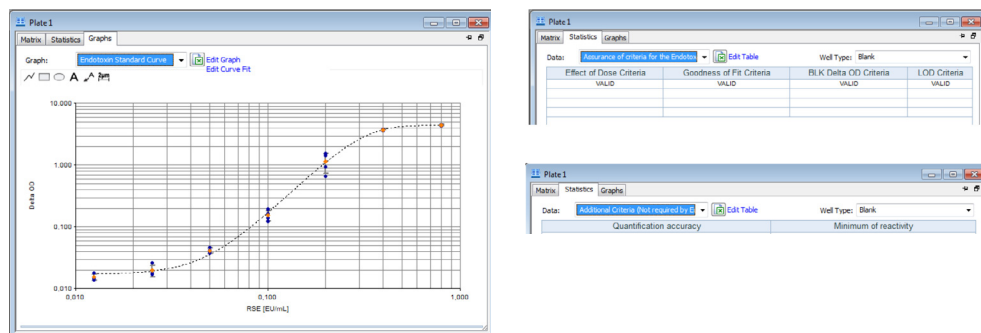 Plate 1
Matrix Statistics Graphs
Graph: Endotoxin Standard Curve Edit Graph
Edit Curve Fit
A A
10.000
1.000
0.100
0,010
0,010 0,100 1,000
Delta OD
RSE [EU/mL]
Plate 1
Matrix Statistics Graphs
Data: Assurance of criteria for the Endotox Edit Table Well Type: Blank
Effect of Dose Criteria Goodness of Fit Criteria BLK Delta OD Criteria LOD Criteria
VALID VALID VALID VALID
Plate 1
Matrix Statistics Graphs
Data: Additional Criteria (Not required by E Edit Table Well Type: Blank
Quantification accuracy Minimum of reactivity